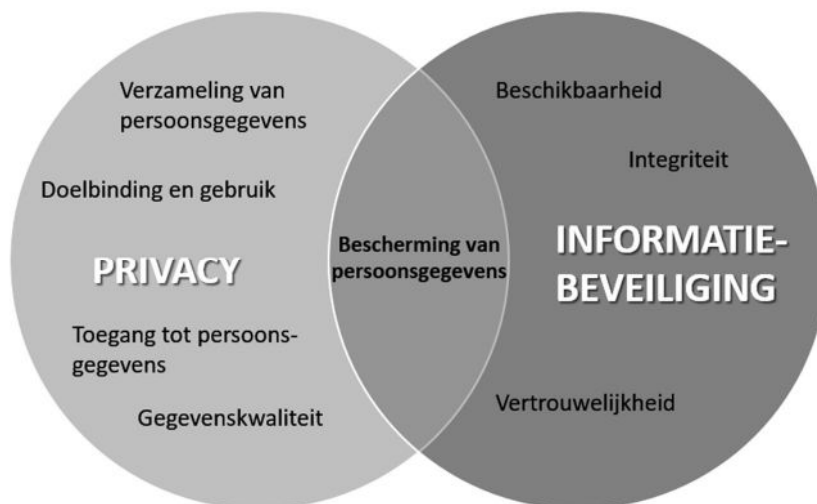 Verzameling van
persoonsgegevens
Doelbinding en gebruik
PRIVACY
Toegang tot persoons-
gegevens
Gegevenskwaliteit
Bescherming van
persoonsgegevens
Beschikbaarheid
Integriteit
INFORMATIE-
BEVEILIGING
Vertrouwelijkheid